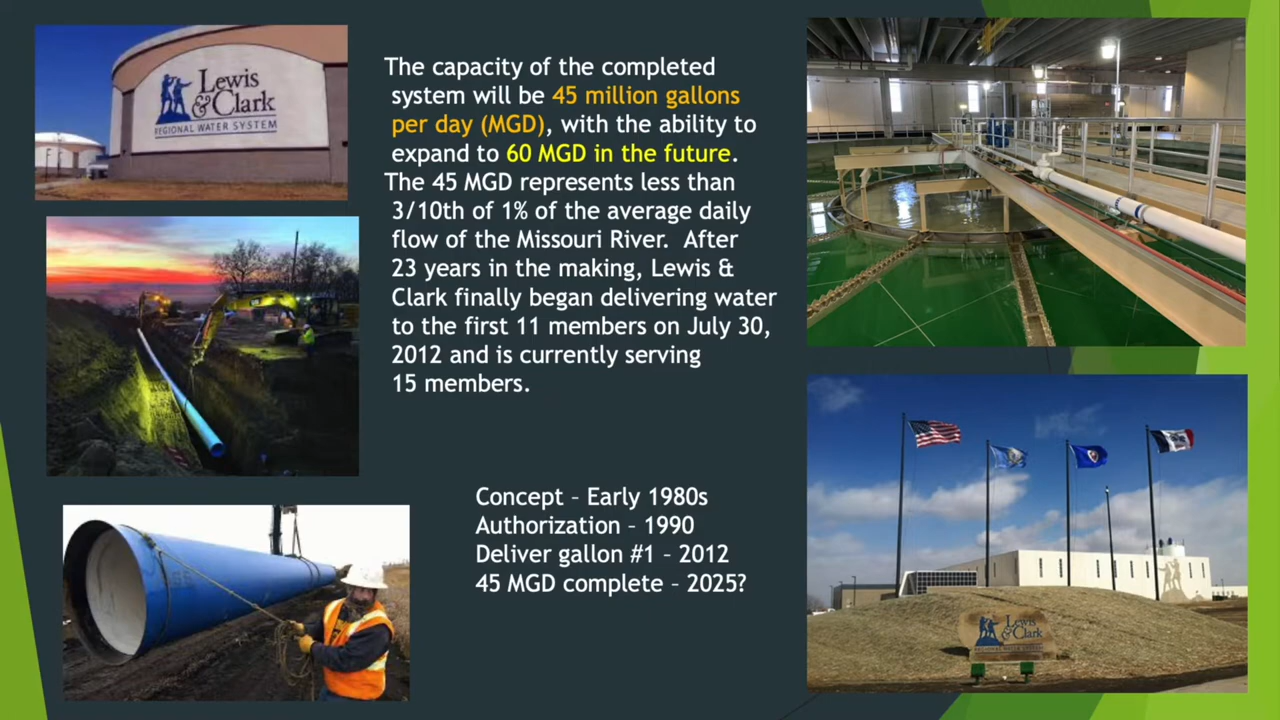 Lewis
& Clark
REGIONAL WATER SYSTEM
The capacity of the completed
system will be 45 million gallons
per day (MGD), with the ability to
expand to 60 MGD in the future.
The 45 MGD represents less than
3/10th of 1% of the average daily
flow of the Missouri River. After
23 years in the making, Lewis &
Clark finally began delivering water
to the first 11 members on July 30,
2012 and is currently serving
15 members.
Concept – Early 1980s
Authorization – 1990
Deliver gallon #1 – 2012
45 MGD complete – 2025?
Lewis
& Clark
REGIONAL WATER SYSTEM